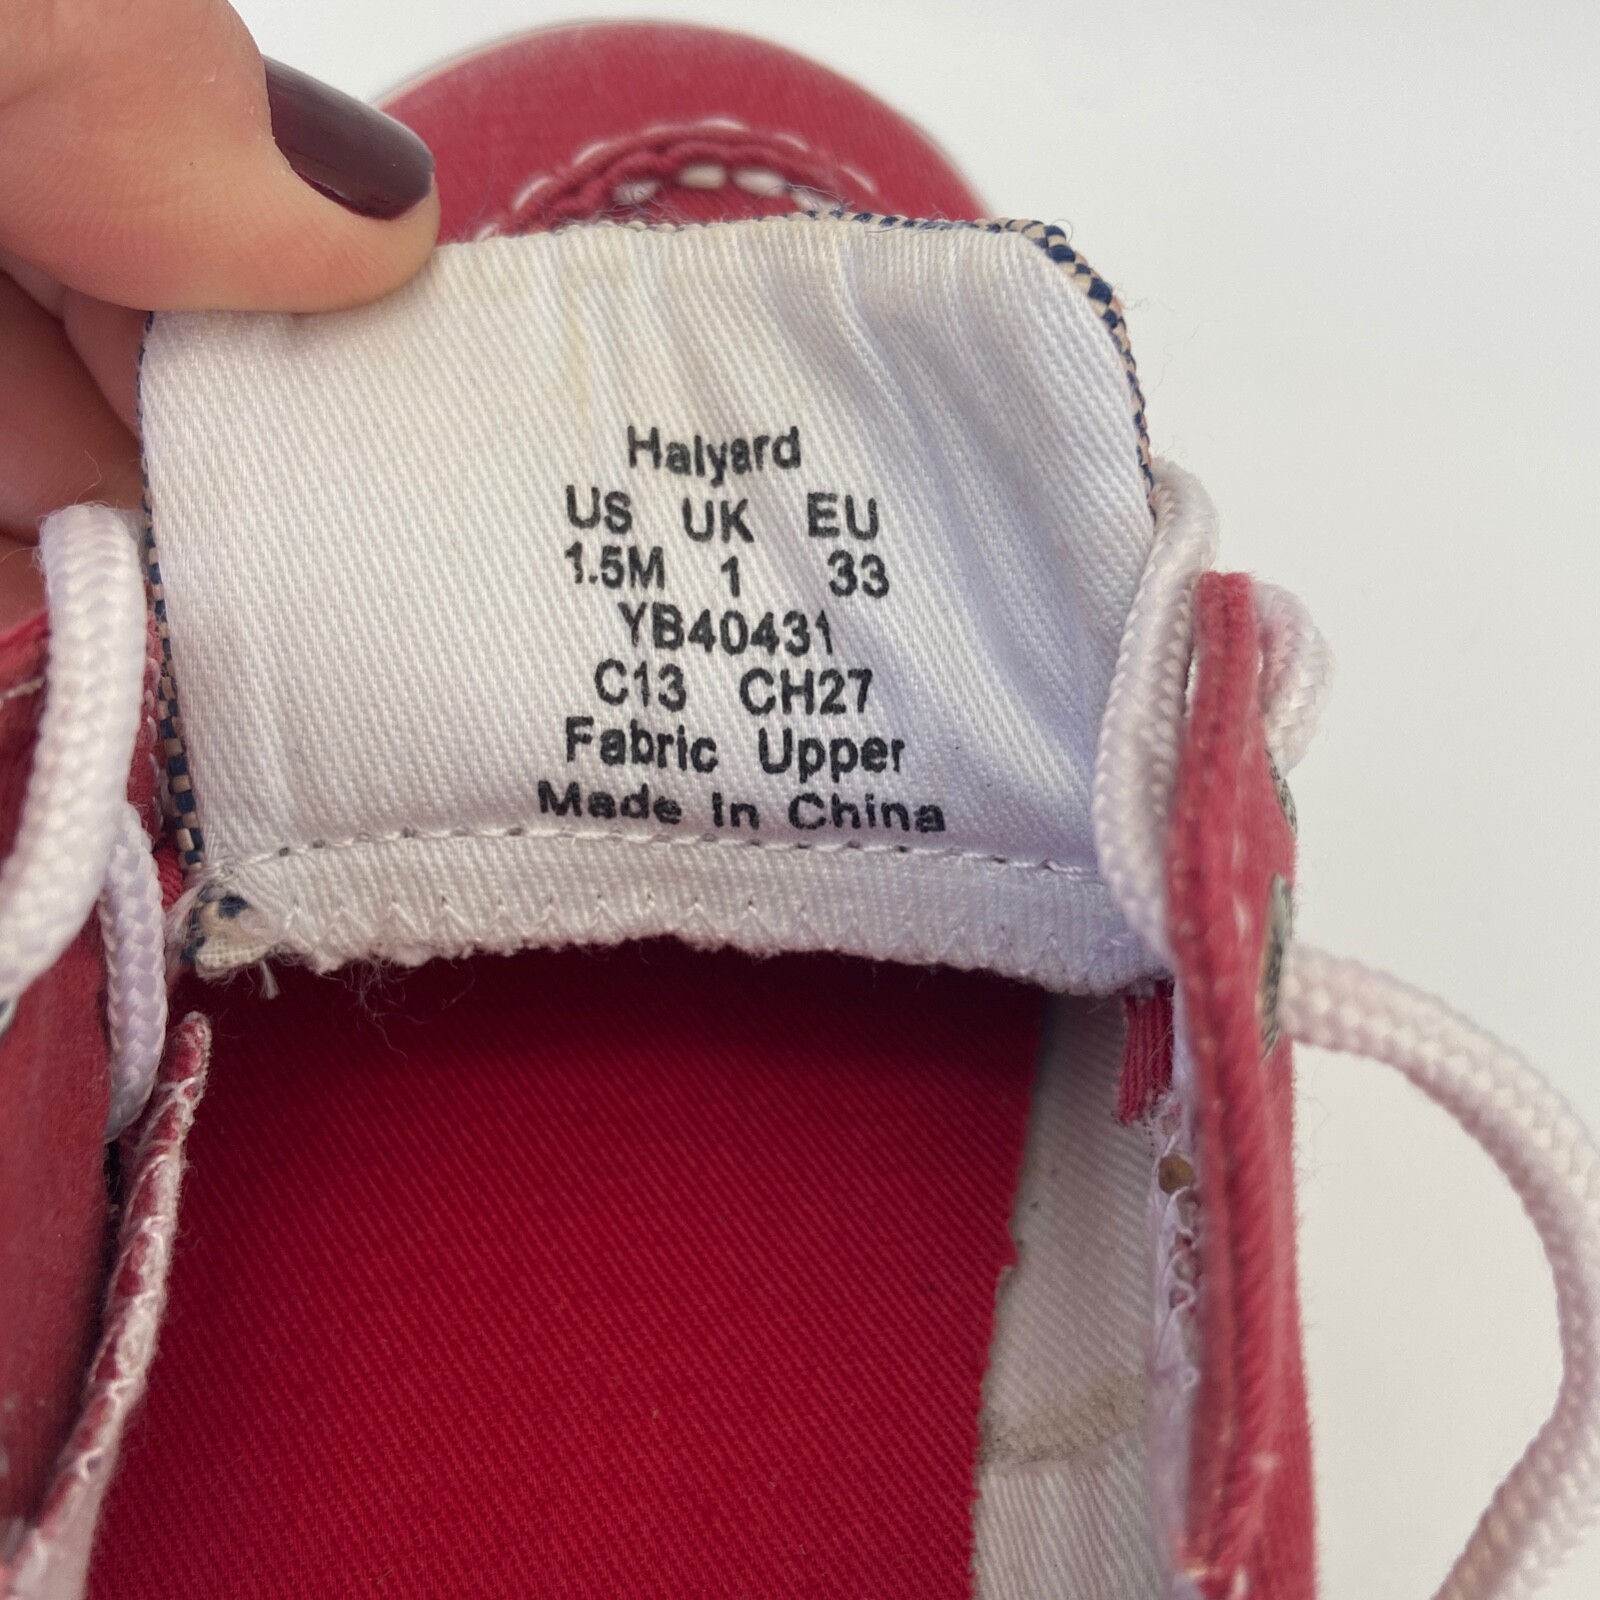 Halyard
US UK EU
1.5M 1 33
YB40431
C13 CH27
Fabric Upper
Made In China